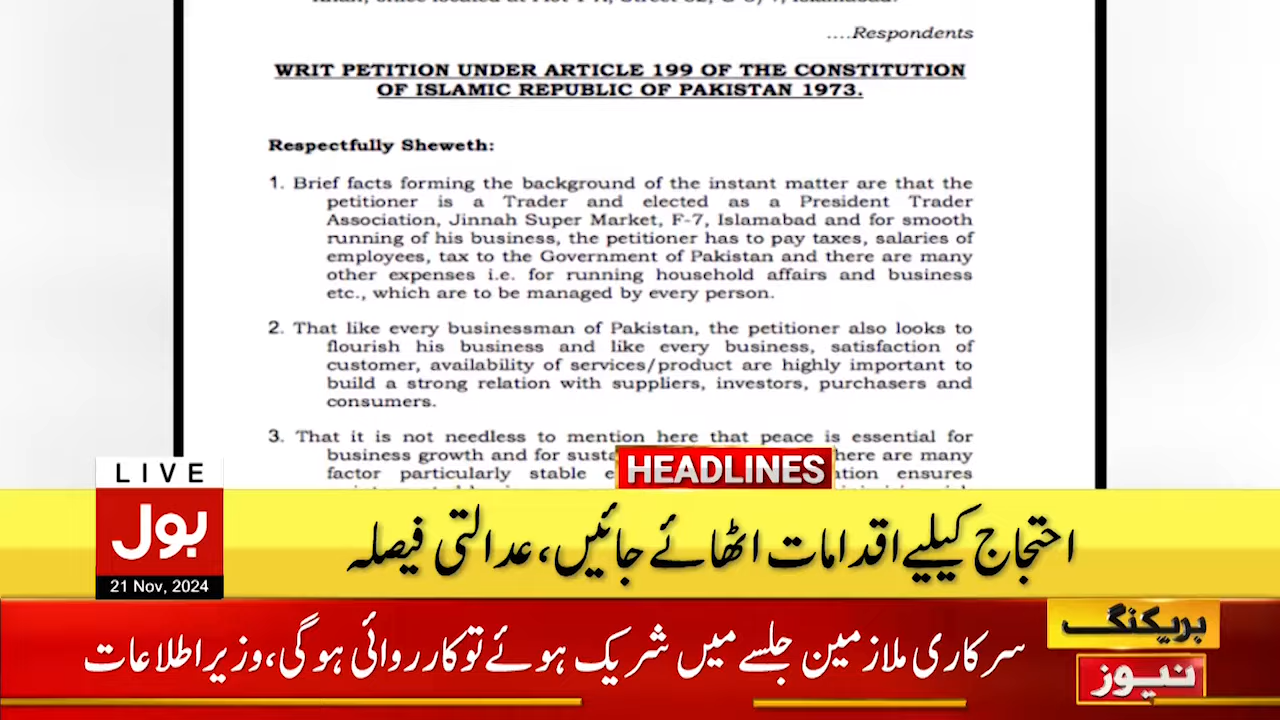 ....Respondents
WRIT PETITION UNDER ARTICLE 199 OF THE CONSTITUTION
OF ISLAMIC REPUBLIC OF PAKISTAN 1973.
Respectfully Sheweth:
1. Brief facts forming the background of the instant matter are that the
petitioner is a Trader and elected as a President Trader
Association, Jinnah Super Market, F-7, Islamabad and for smooth
running of his business, the petitioner has to pay taxes, salaries of
employees, tax to the Government of Pakistan and there are many
other expenses i.e. for running household affairs and business
etc., which are to be managed by every person.
2. That like every businessman of Pakistan, the petitioner also looks to
flourish his business and like every business, satisfaction of
customer, availability of services/product are highly important to
build a strong relation with suppliers, investors, purchasers and
consumers.
3. That it is not needless to mention here that peace is essential for
business growth and for here are many
factor particularly stable ensures
HEADLINES
LIVE
بول
21 Nov, 2024
احتجاج کیلیے اقدامات اٹھائے جائیں، عدالتی فیصلہ
بریکنگ
نیوز
سرکاری ملازمین جلسے میں شریک ہوئے تو کارروائی ہوگی، وزیر اطلاعات